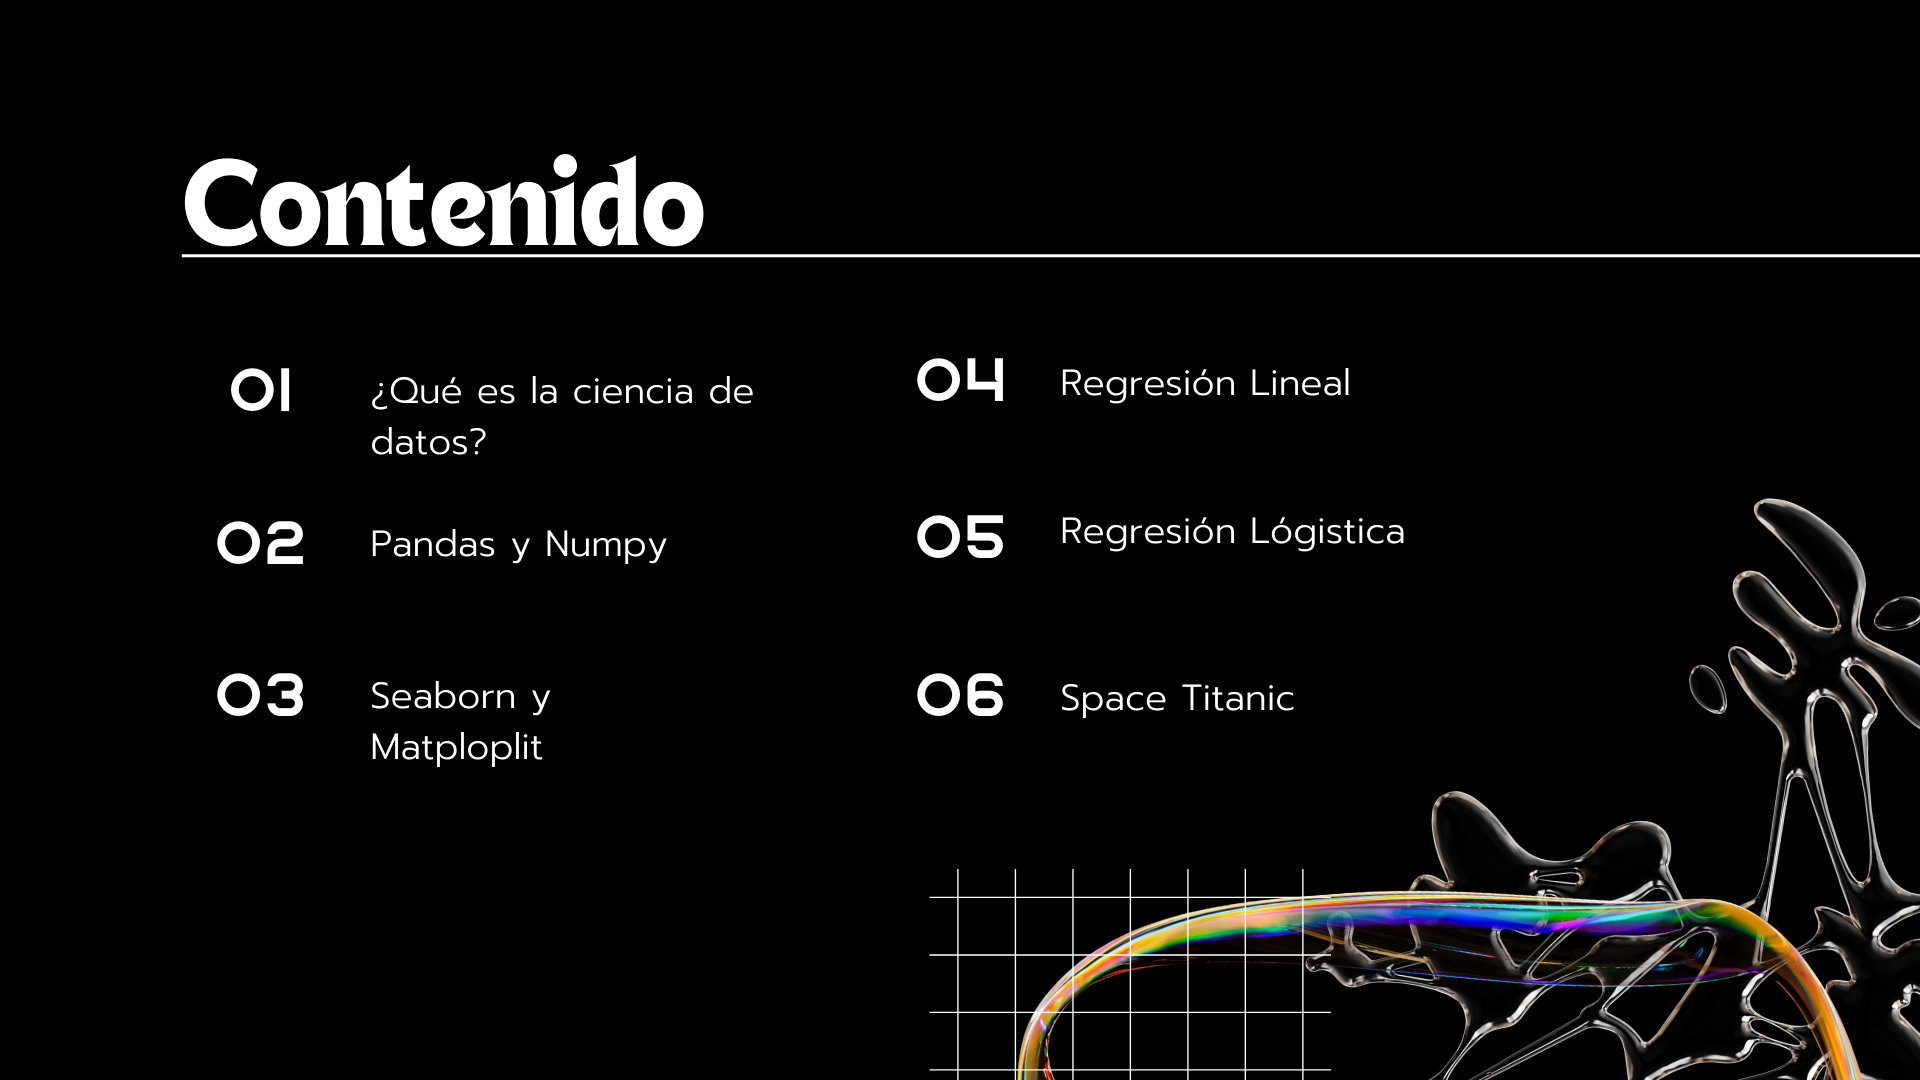 Contenido
01
¿Qué es la ciencia de
datos?
02
Pandas y Numpy
03
Seaborn y
Matploplit
04
Regresión Lineal
05
Regresión Lógistica
06
Space Titanic